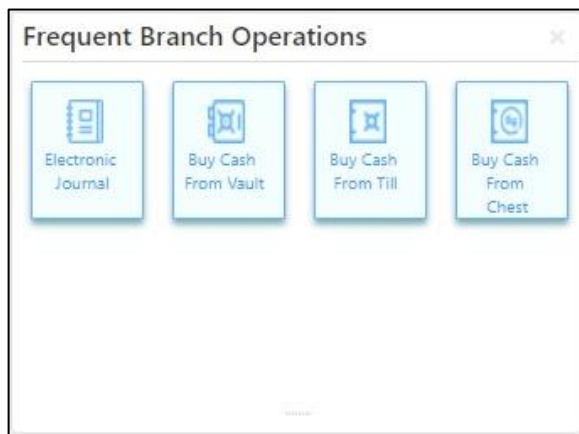 Frequent Branch Operations
Electronic
Journal
Buy Cash
From Vault
Buy Cash
From Till
Buy Cash
From
Chest